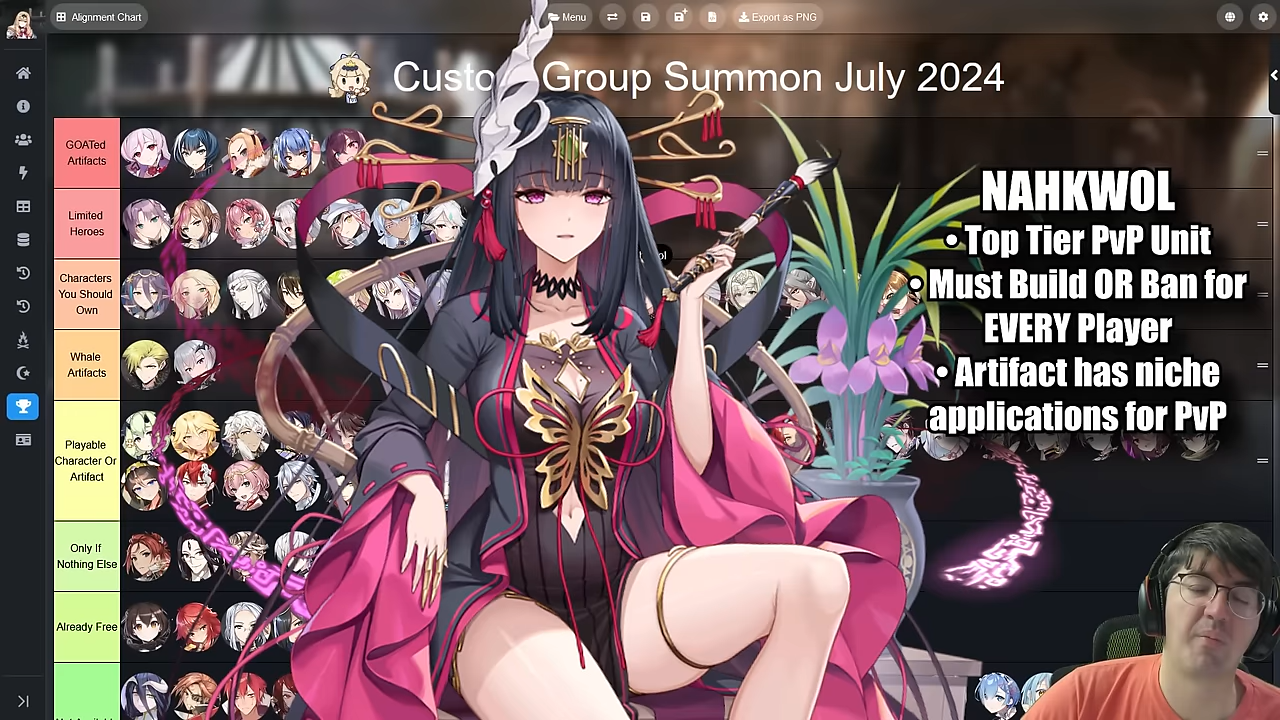 Alignment Chart
Menu
Export as PNG
Custo Group Summon July 2024
GOATed
Artifacts
Limited
Heroes
Characters
You Should
Own
Whale
Artifacts
Playable
Character Or
Artifact
Only If
Nothing Else
Already Free
NAHKWOL
• Top Tier PvP Unit
• Must Build OR Ban for
EVERY Player
• Artifact has niche
applications for PvP